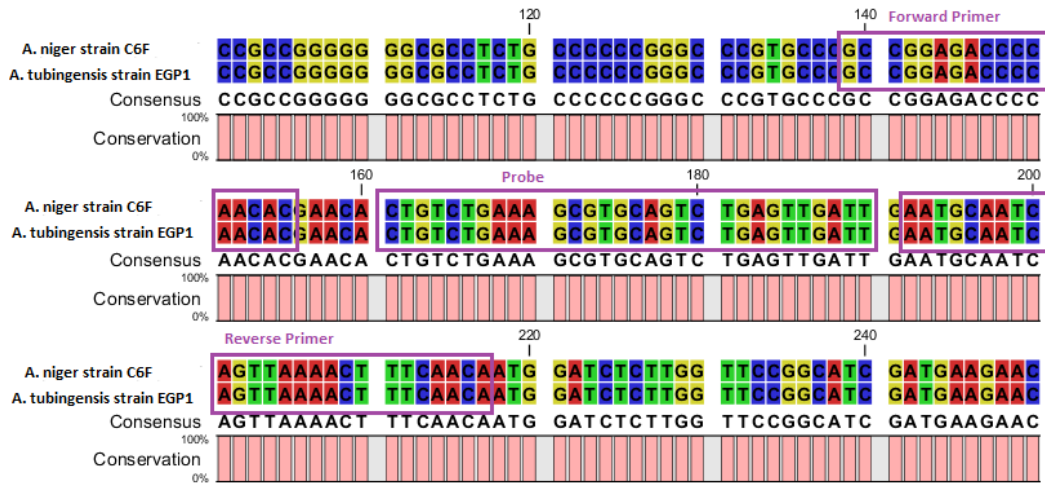 120 140 Forward Primer
A. niger strain C6F CCGCCGGGGG GGCGCCTCTG CCCCCCGGGC CCGTGCCCGC CGGAGACCCC
A. tubingensis strain EGP1 CCGCCGGGGG GGCGCCTCTG CCCCCCGGGC CCGTGCCCGC CGGAGACCCC
Consensus CCGCCGGGGG GGCGCCTCTG CCCCCCGGGC CCGTGCCCGC CGGAGACCCC
100%
Conservation
0%
Probe
160 180 200
A. niger strain C6F AACACGAACA CTGTCTGAAA GCGTGCAGTC TGAGTTGATT GAATGCAATC
A. tubingensis strain EGP1 AACACGAACA CTGTCTGAAA GCGTGCAGTC TGAGTTGATT GAATGCAATC
Consensus AACACGAACA CTGTCTGAAA GCGTGCAGTC TGAGTTGATT GAATGCAATC
100%
Conservation
0%
Reverse Primer 220 240
A. niger strain C6F AGTTAAAACT TTCAACAATG GATCTCTTGG TTCCGGCATC GATGAAGAAC
A. tubingensis strain EGP1 AGTTAAAACT TTCAACAATG GATCTCTTGG TTCCGGCATC GATGAAGAAC
Consensus AGTTAAAACT TTCAACAATG GATCTCTTGG TTCCGGCATC GATGAAGAAC
100%
Conservation
0%